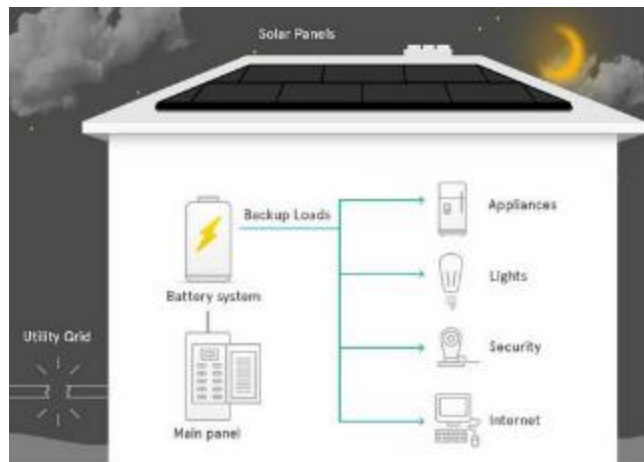 Solar Panels
Backup Loads
Appliances
Battery system
Lights
Utility Grid
Security
Main panel
Internet